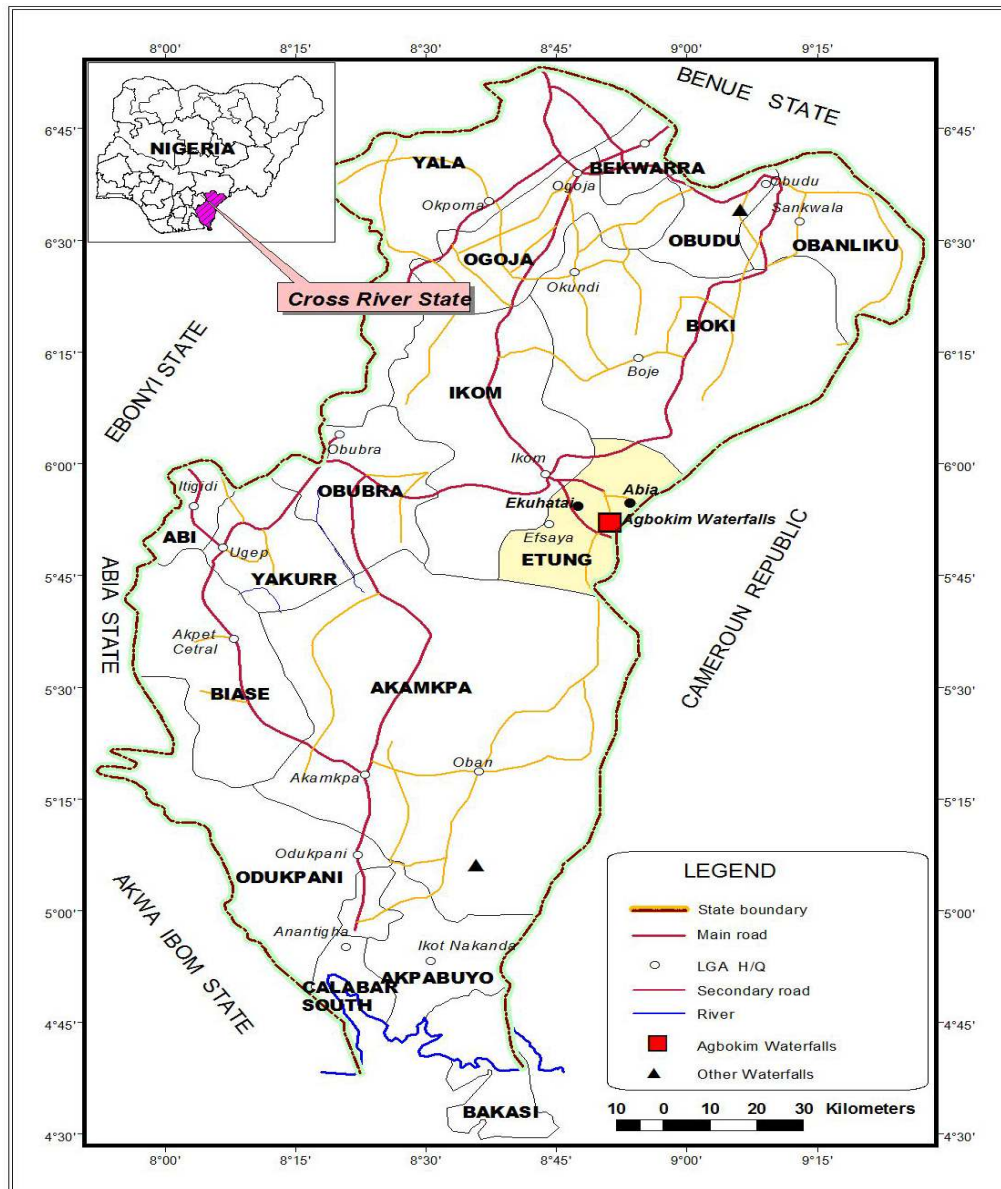 8°00'
8°15'
8°30'
8°45'
9°00'
9°15'
BENUE STATE
NIGERIA
6°45'
6°45'
YALA
BEKWARRA
Ogoja
Obudu
Okpoma
Sankwala
6°30'
6°30'
OGOJA
OBUDU
OBANLIKU
Okundi
Cross River State
BOKI
6°15'
6°15'
EBONYI STATE
Boje
IKOM
Obubra
Ikom
6°00'
6°00'
Itigidi
OBUBRA
Ekuhatai
Abia
Agbokim Waterfalls
ABI
Efsaya
Ugep
ETUNG
5°45'
5°45'
YAKURR
ABIA STATE
CAMEROUN REPUBLIC
Akpet
Cetral
5°30'
5°30'
BIASE
AKAMKPA
Akamkpa
Oban
5°15'
5°15'
Odukpani
ODUKPANI
AKWA IBOM STATE
5°00'
5°00'
Anantigha
Ikot Nakanda
AKPABUYO
CALABAR
SOUTH
4°45'
4°45'
BAKASI
4°30'
4°30'
LEGEND
State boundary
Main road
LGA H/Q
Secondary road
River
Agbokim Waterfalls
Other Waterfalls
10 0 10 20 30 Kilometers
8°00'
8°15'
8°30'
8°45'
9°00'
9°15'